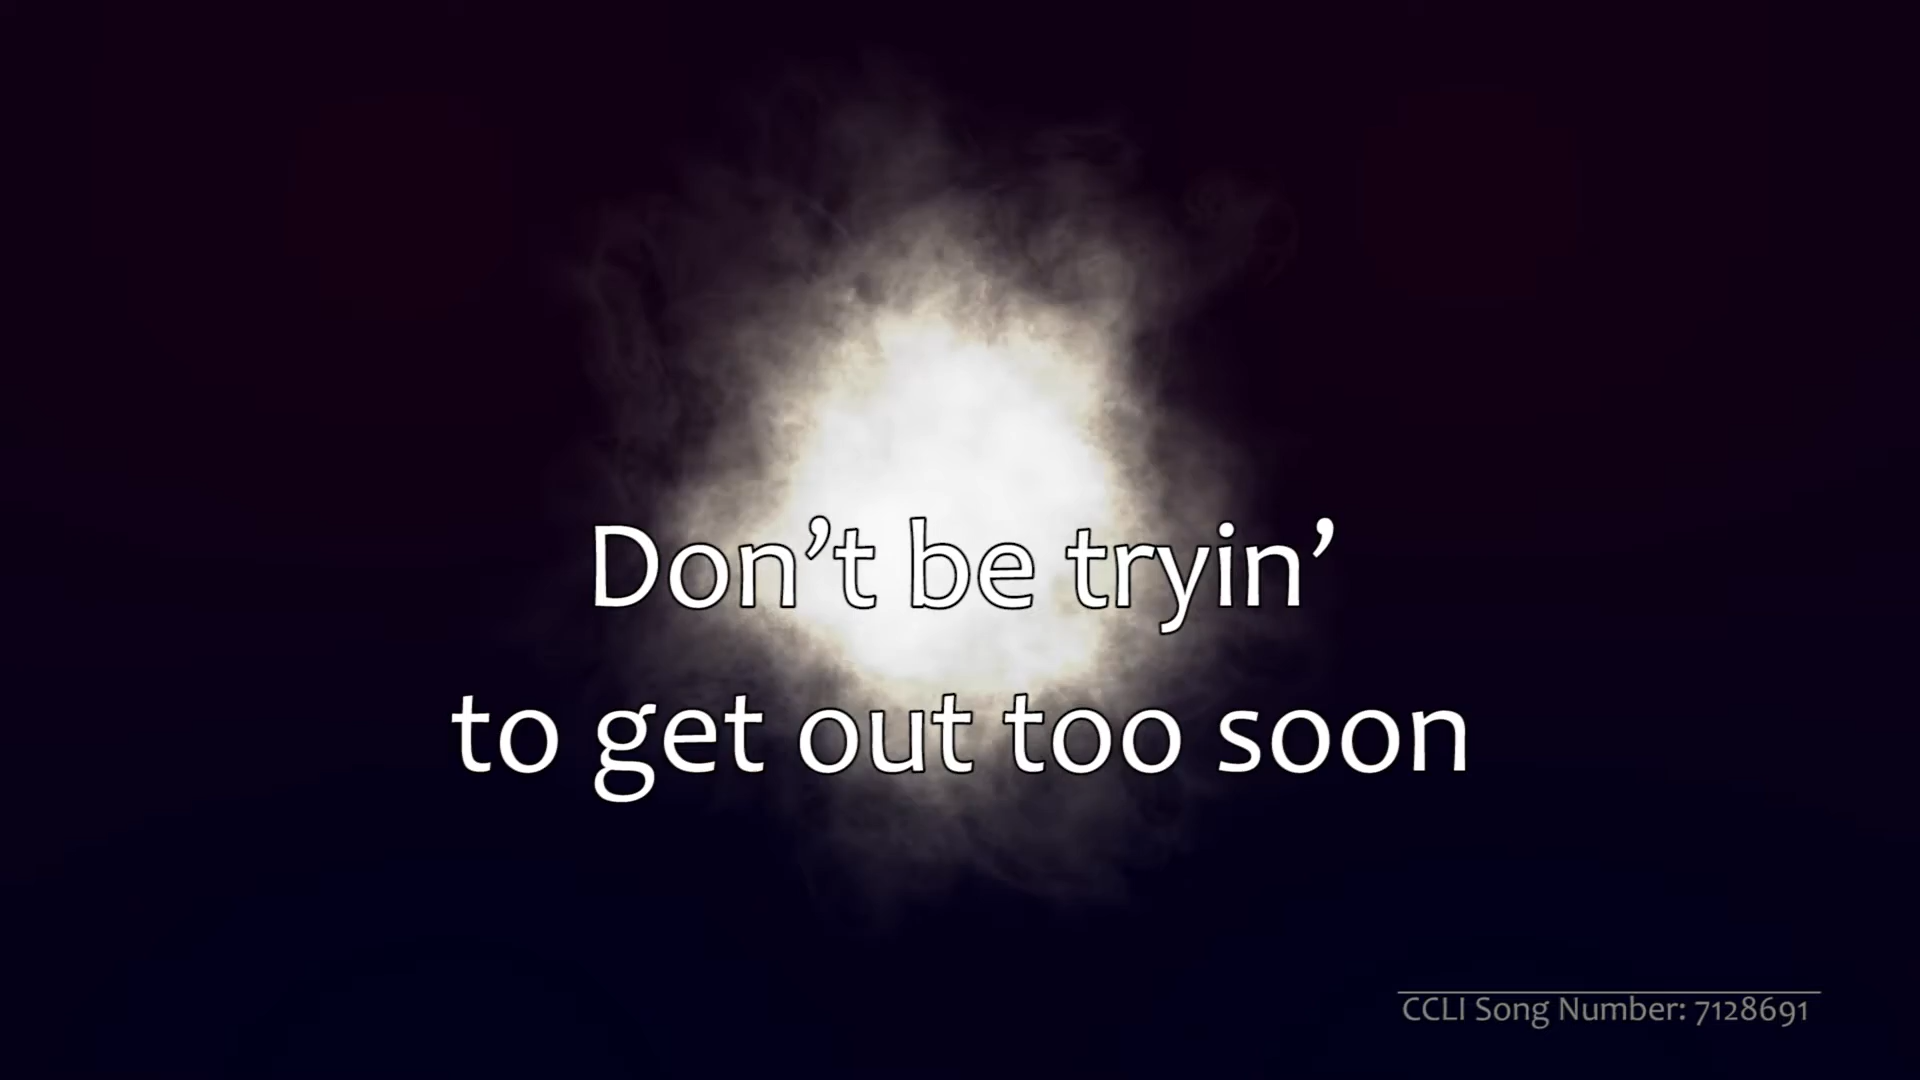 Don’t be tryin’
to get out too soon
CCLI Song Number: 7128691